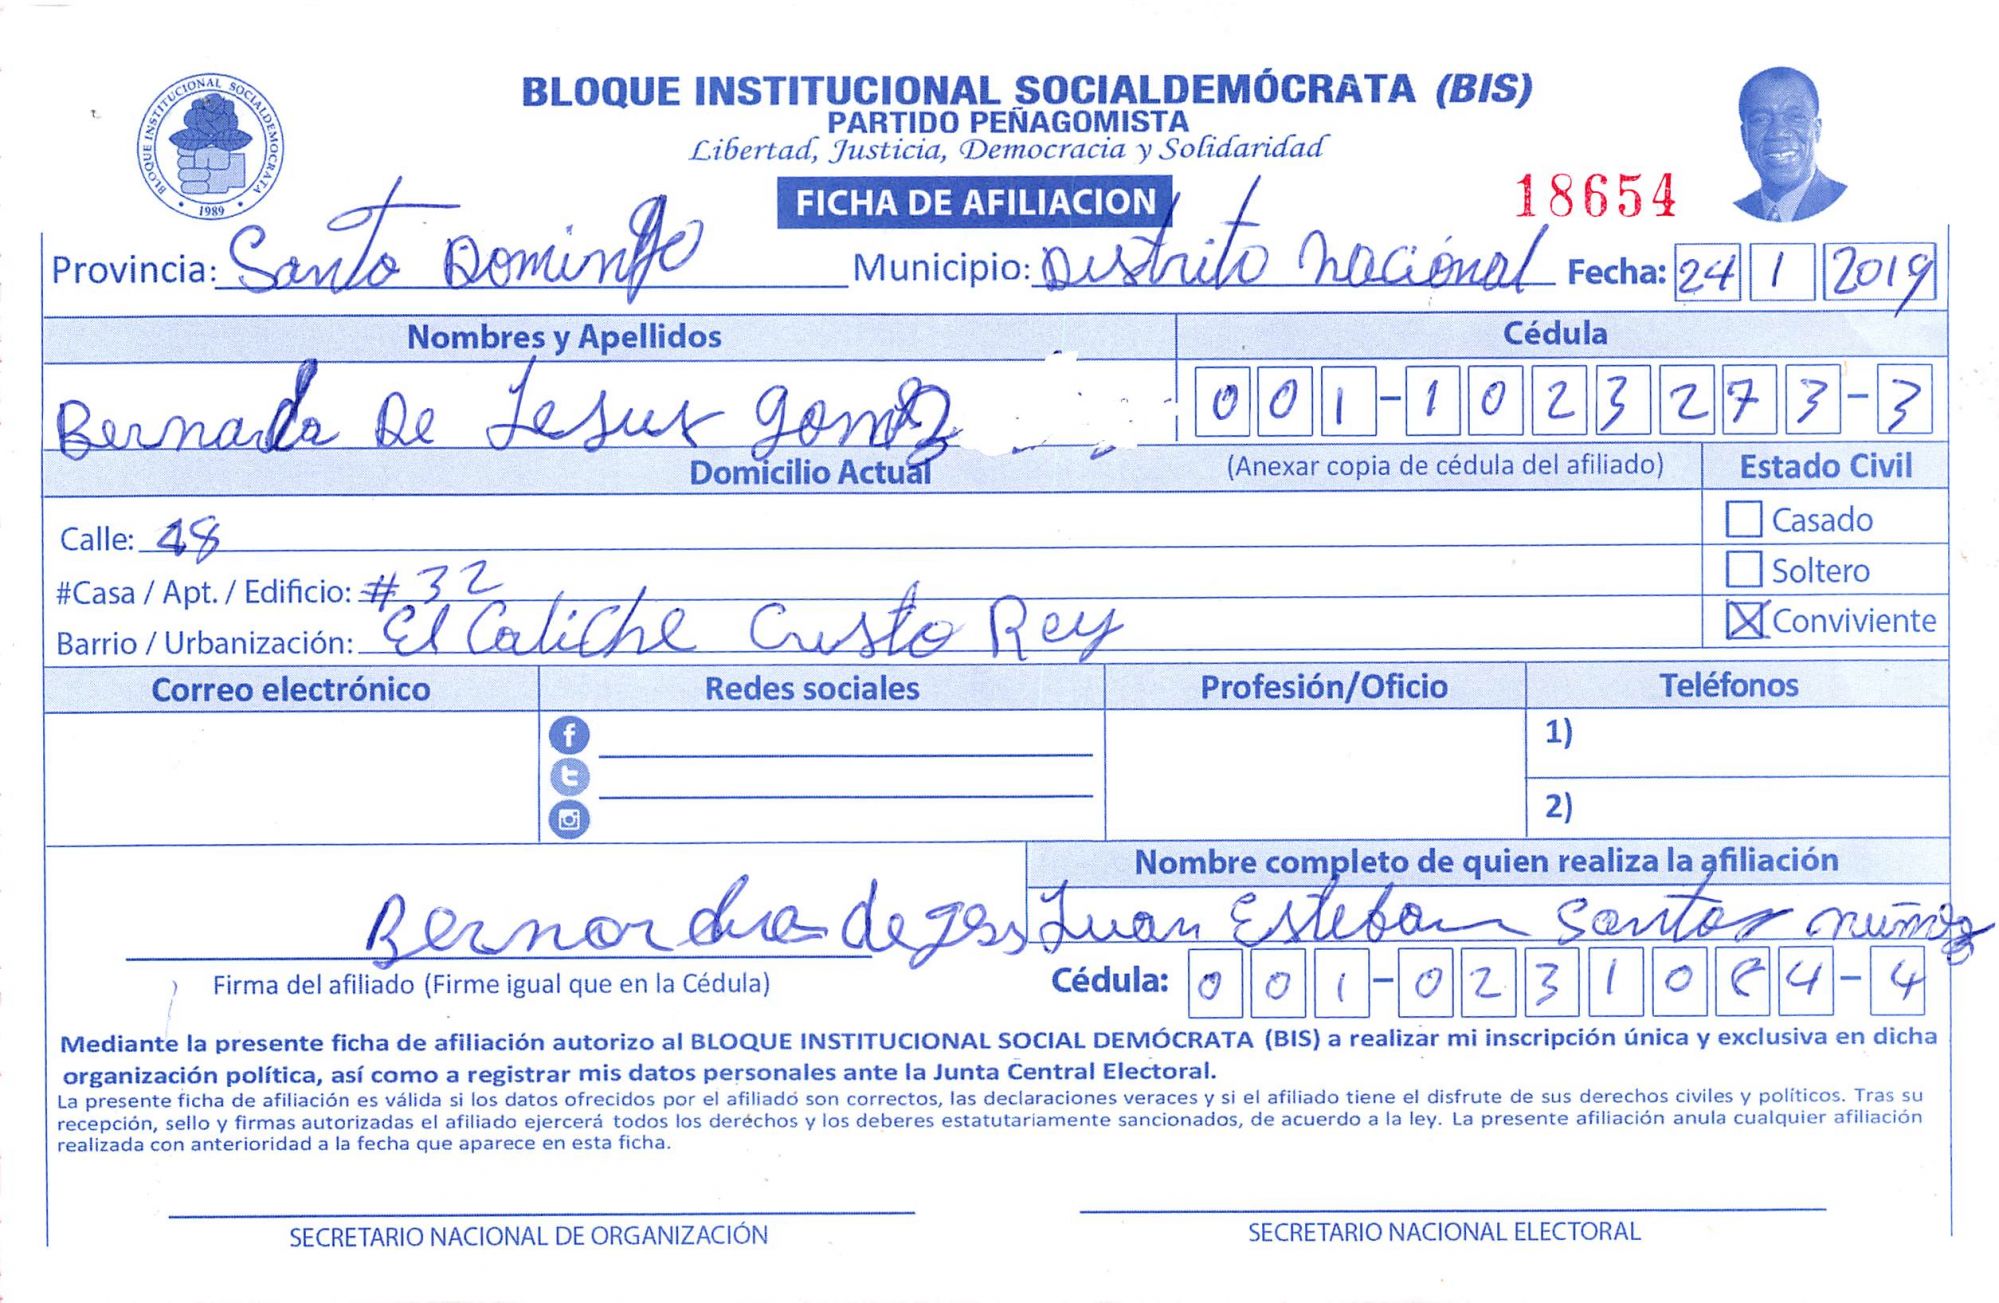 BLOQUE INSTITUCIONAL SOCIALDEMÓCRATA (BIS)
PARTIDO PEÑAGOMISTA
Libertad, Justicia, Democracia y Solidaridad
BLOQUE INSTITUCIONAL SOCIALDEMOCRATA
1989
FICHA DE AFILIACION
18654
Provincia: Santo Domingo Municipio: Distrito nacional Fecha: 24 1 2019
Nombres y Apellidos Cédula
Bernarda De Jesus gomez 001-1023273-3
Domicilio Actual (Anexar copia de cédula del afiliado) Estado Civil
Calle: 48 Casado
#Casa / Apt. / Edificio: # 32 Soltero
Barrio / Urbanización: El Caliche Cristo Rey Conviviente
Correo electrónico Redes sociales Profesión/Oficio Teléfonos
1)
2)
Nombre completo de quien realiza la afiliación
de Jesus Juan Esteban Santos nuñez
Firma del afiliado (Firme igual que en la Cédula) Cédula: 001-02310 4-4
Mediante la presente ficha de afiliación autorizo al BLOQUE INSTITUCIONAL SOCIAL DEMÓCRATA (BIS) a realizar mi inscripción única y exclusiva en dicha
organización política, así como a registrar mis datos personales ante la Junta Central Electoral.
La presente ficha de afiliación es válida si los datos ofrecidos por el afiliado son correctos, las declaraciones veraces y si el afiliado tiene el disfrute de sus derechos civiles y políticos. Tras su
recepción, sello y firmas autorizadas el afiliado ejercerá todos los derechos y los deberes estatutariamente sancionados, de acuerdo a la ley. La presente afiliación anula cualquier afiliación
realizada con anterioridad a la fecha que aparece en esta ficha.
SECRETARIO NACIONAL DE ORGANIZACIÓN SECRETARIO NACIONAL ELECTORAL